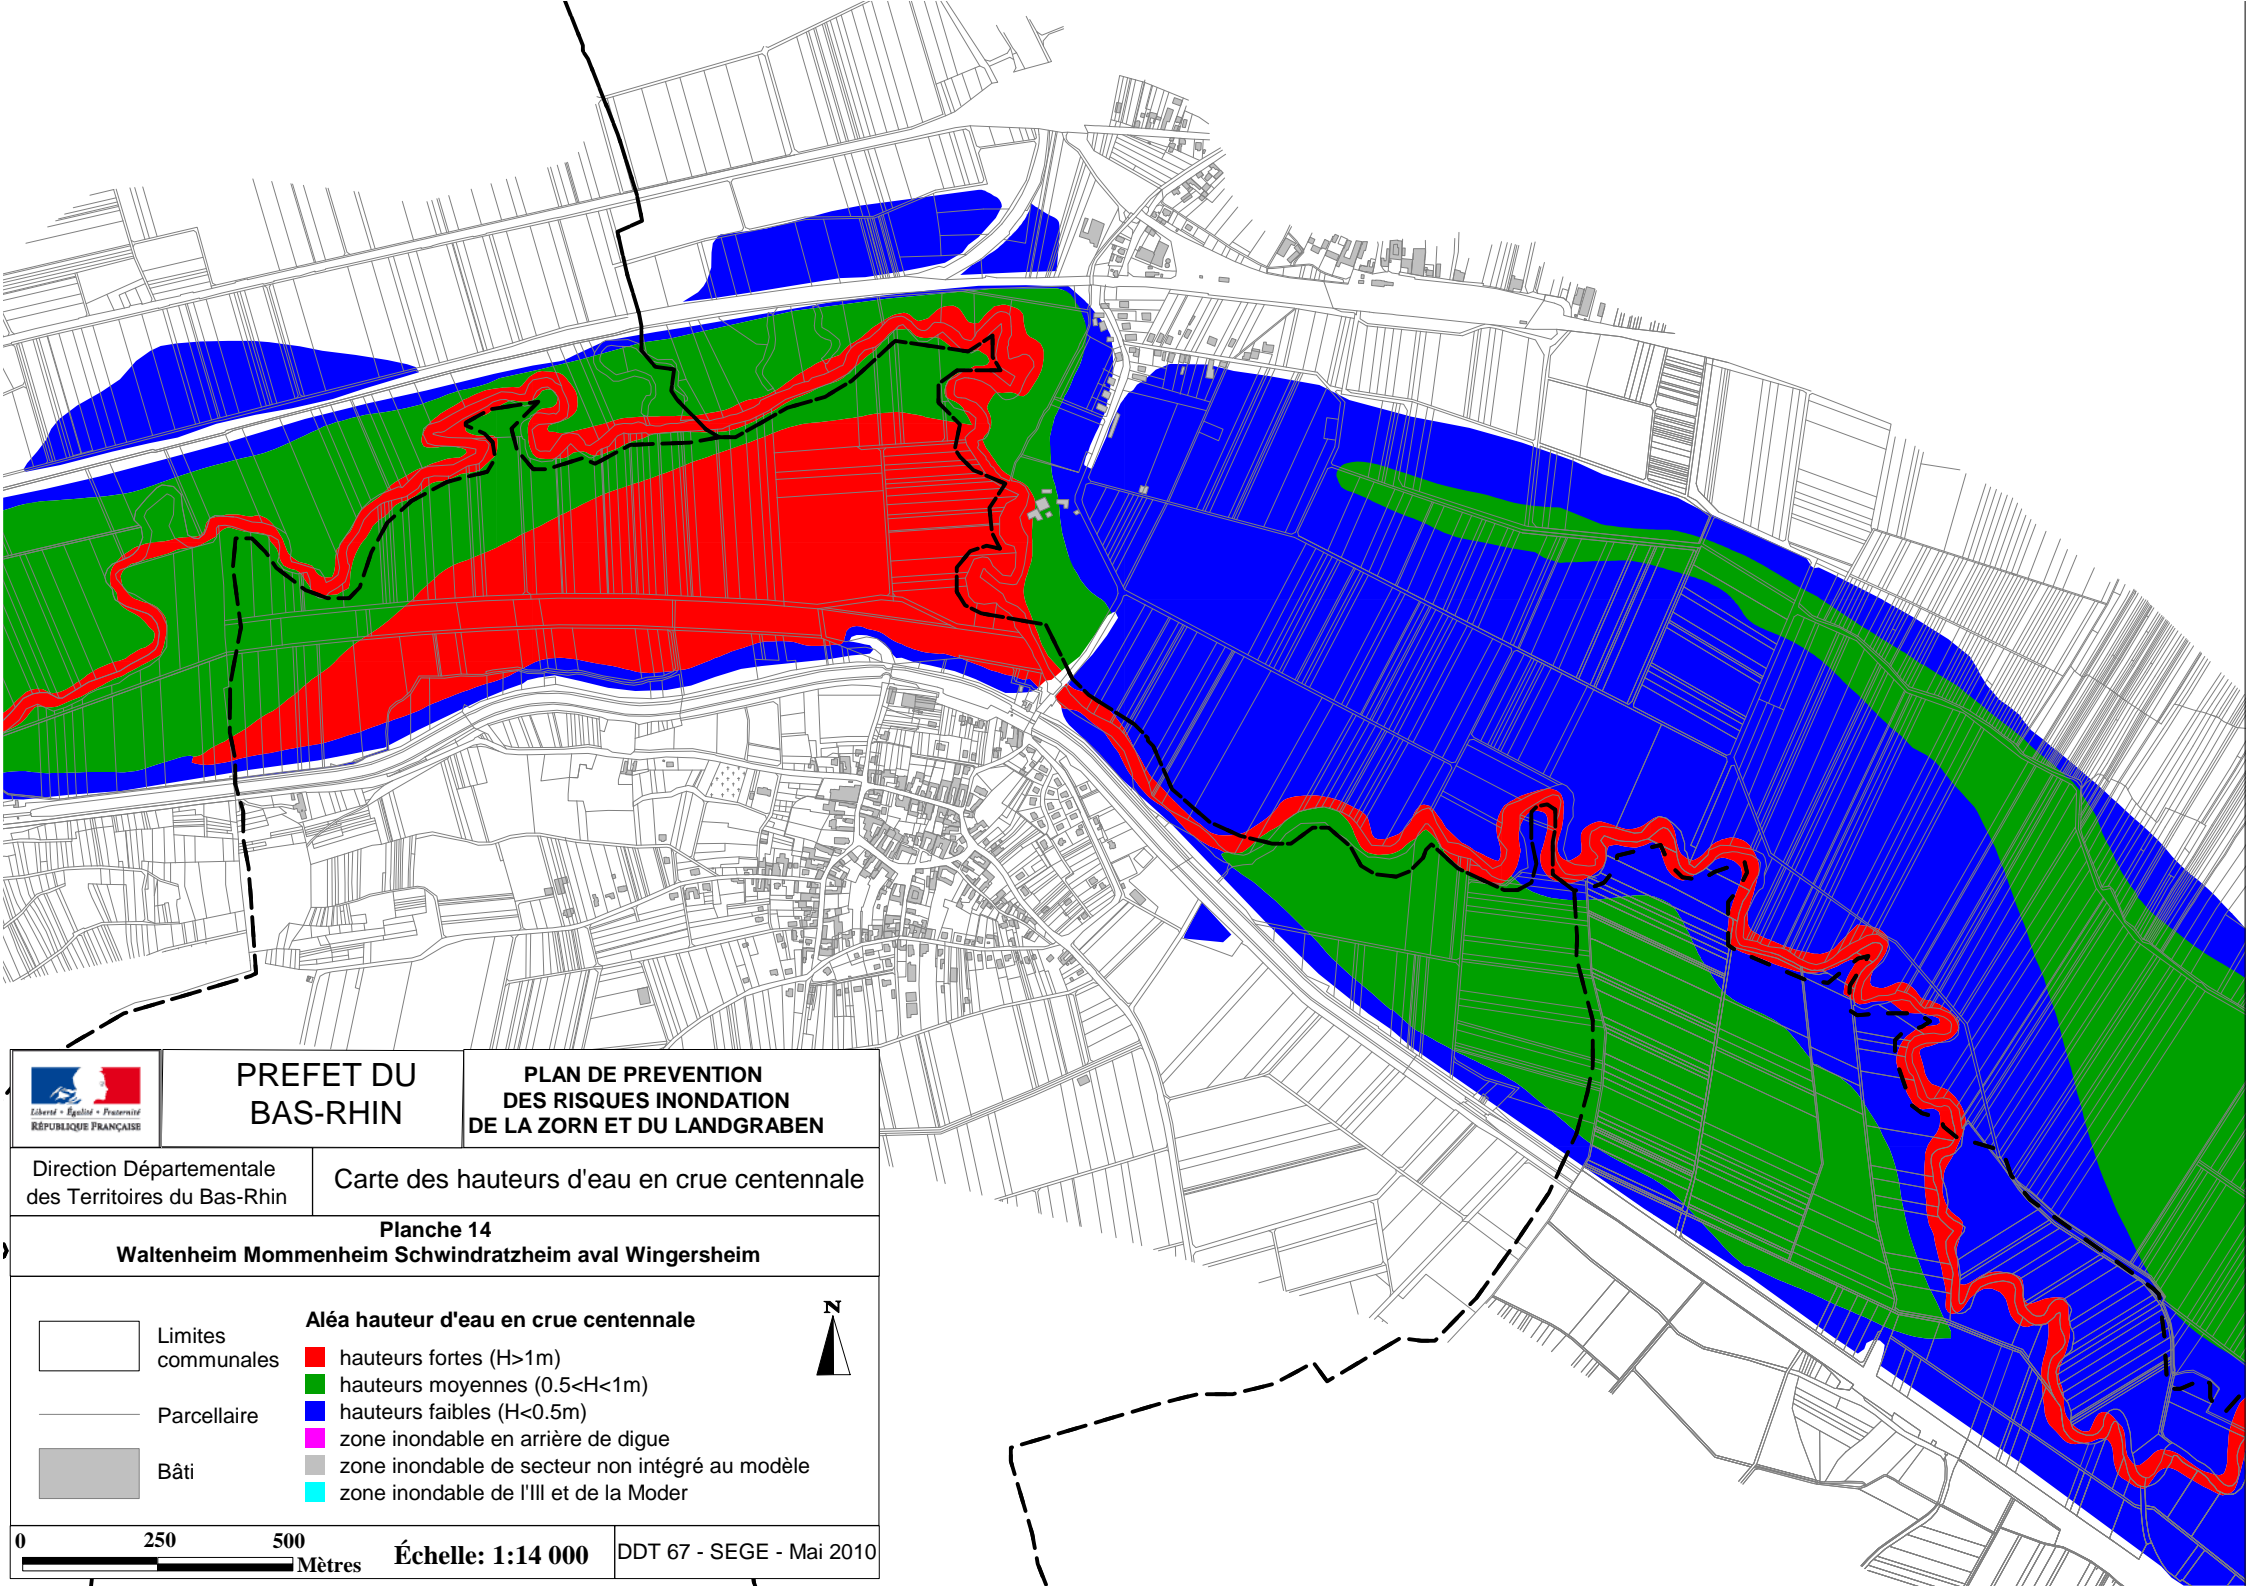 Liberté • Égalité • Fraternité
RÉPUBLIQUE FRANÇAISE
PREFET DU
BAS-RHIN
PLAN DE PREVENTION
DES RISQUES INONDATION
DE LA ZORN ET DU LANDGRABEN
Direction Départementale
des Territoires du Bas-Rhin
Carte des hauteurs d'eau en crue centennale
Planche 14
Waltenheim Mommenheim Schwindratzheim aval Wingersheim
Limites
communales
Parcellaire
Bâti
Aléa hauteur d'eau en crue centennale
hauteurs fortes (H>1m)
hauteurs moyennes (0.5<H<1m)
hauteurs faibles (H<0.5m)
zone inondable en arrière de digue
zone inondable de secteur non intégré au modèle
zone inondable de l'Ill et de la Moder
N
0 250 500
Mètres
Échelle: 1:14 000
DDT 67 - SEGE - Mai 2010